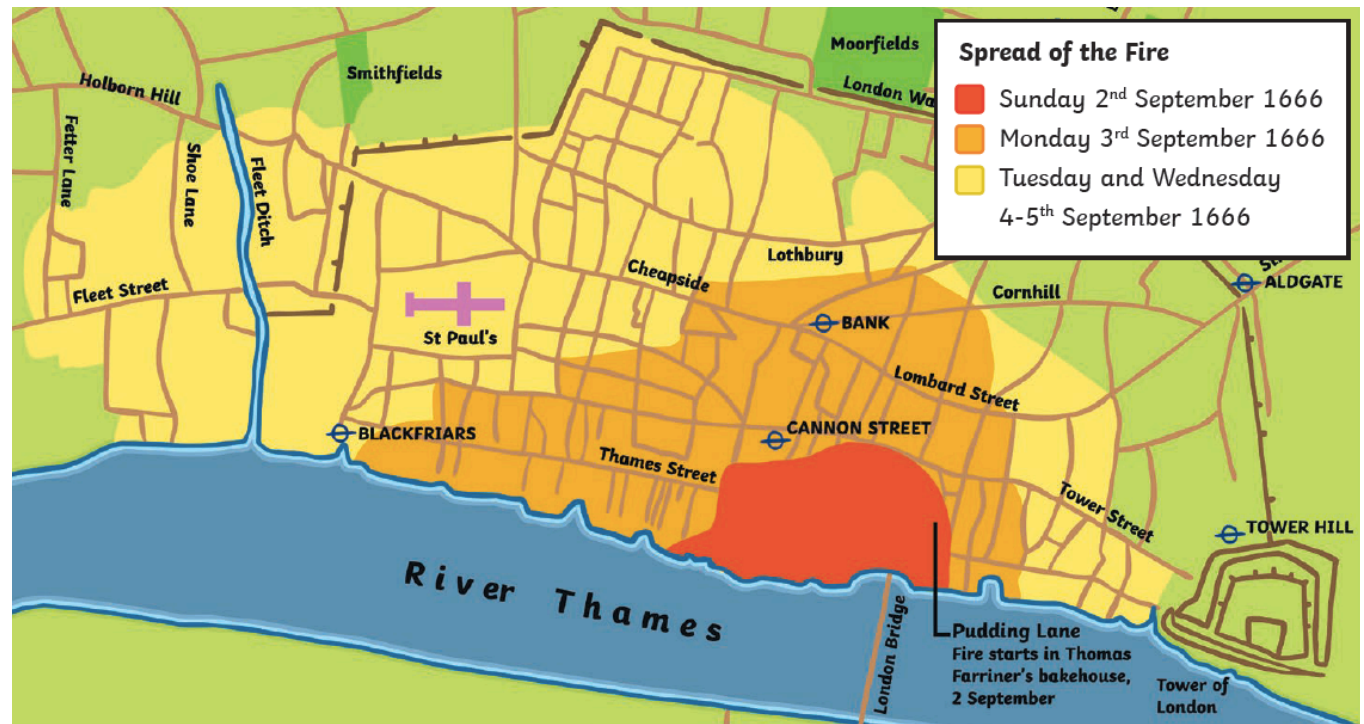 Moorfields
Smithfields
Holborn Hill
London Wa
Fetter Lane
Shoe Lane
Fleet Ditch
Fleet Street
St Paul's
Cheapside
Lothbury
Cornhill
ALDGATE
BANK
Lombard Street
CANNON STREET
BLACKFRIARS
Thames Street
Tower Street
TOWER HILL
River Thames
London Bridge
Pudding Lane
Fire starts in Thomas
Farriner's bakehouse,
2 September
Tower of
London
Spread of the Fire
Sunday 2nd September 1666
Monday 3rd September 1666
Tuesday and Wednesday
4-5th September 1666